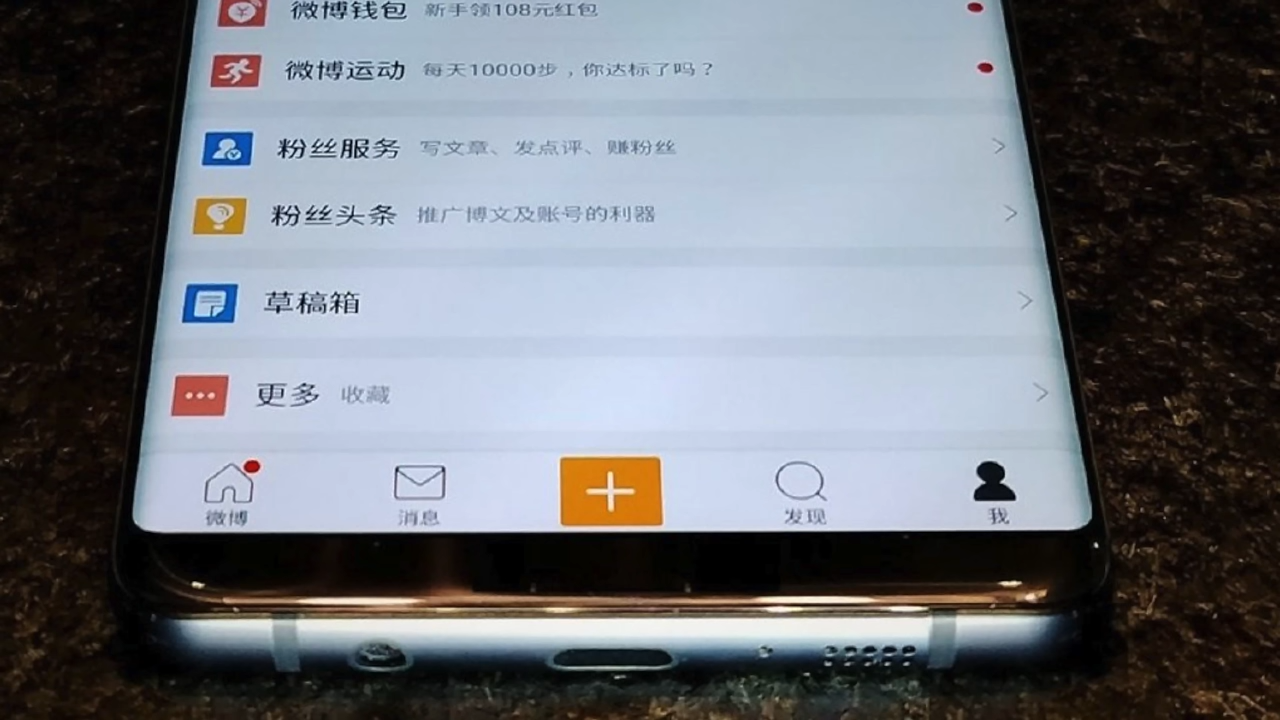 微博钱包 新手领108元红包
微博运动 每天10000步，你达标了吗？
粉丝服务 写文章、发点评、赚粉丝
粉丝头条 推广博文及账号的利器
草稿箱
更多 收藏
微博 消息 发现 我